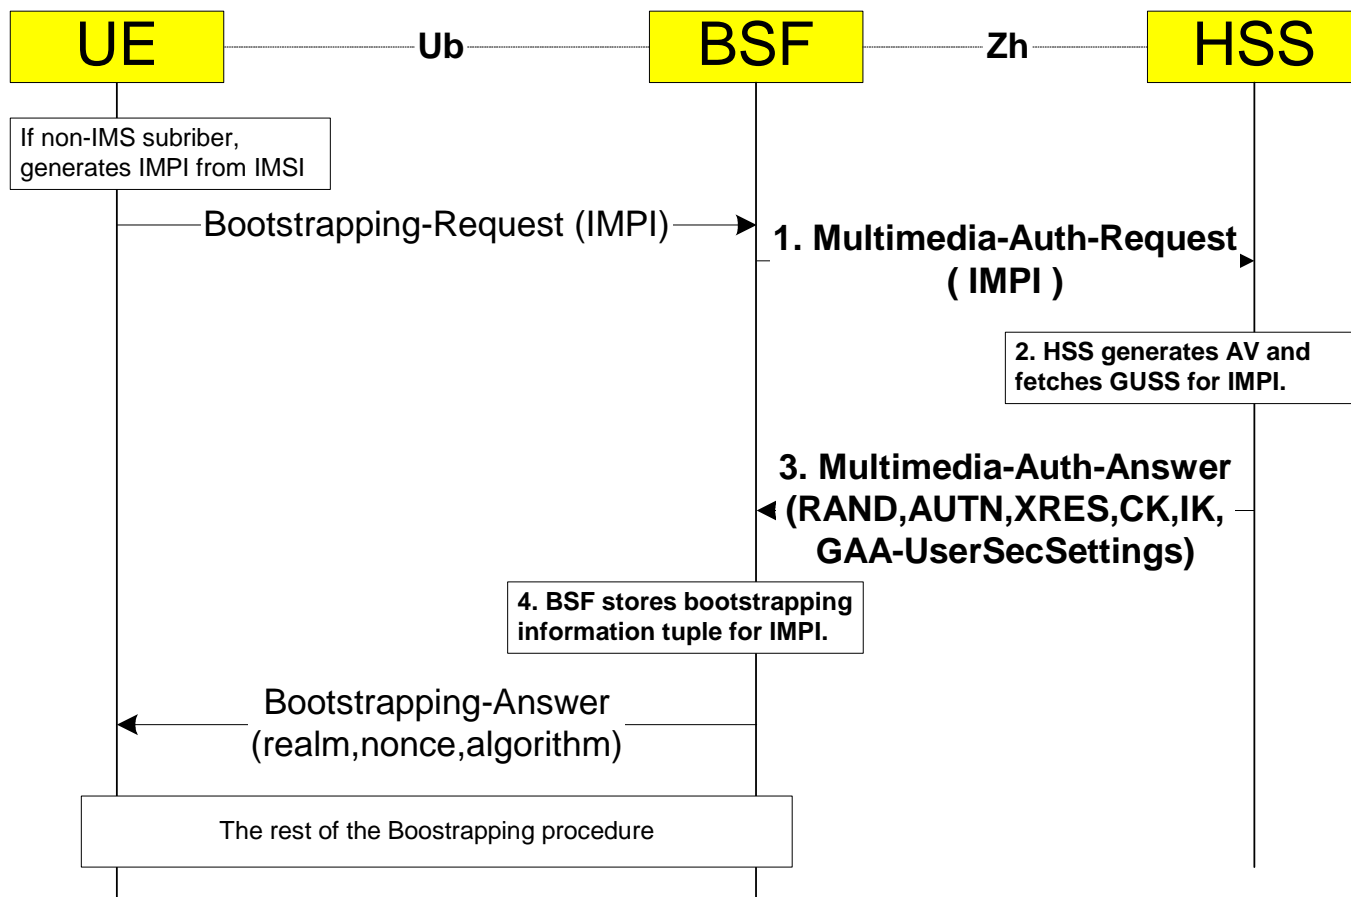 UE
Ub
BSF
Zh
HSS
If non-IMS subriber,
generates IMPI from IMSI
Bootstrapping-Request (IMPI)
1. Multimedia-Auth-Request
( IMPI )
2. HSS generates AV and
fetches GUSS for IMPI.
3. Multimedia-Auth-Answer
(RAND,AUTN,XRES,CK,IK,
GAA-UserSecSettings)
4. BSF stores bootstrapping
information tuple for IMPI.
Bootstrapping-Answer
(realm,nonce,algorithm)
The rest of the Boostrapping procedure